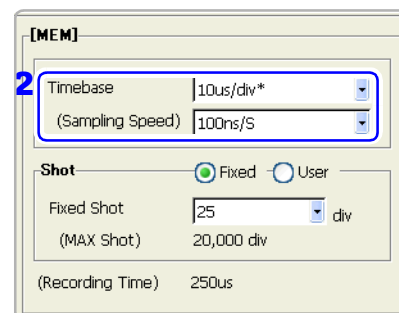 [MEM]
2
Timebase 10us/div*
(Sampling Speed) 100ns/S
Shot Fixed User
Fixed Shot 25 div
(MAX Shot) 20,000 div
(Recording Time) 250us